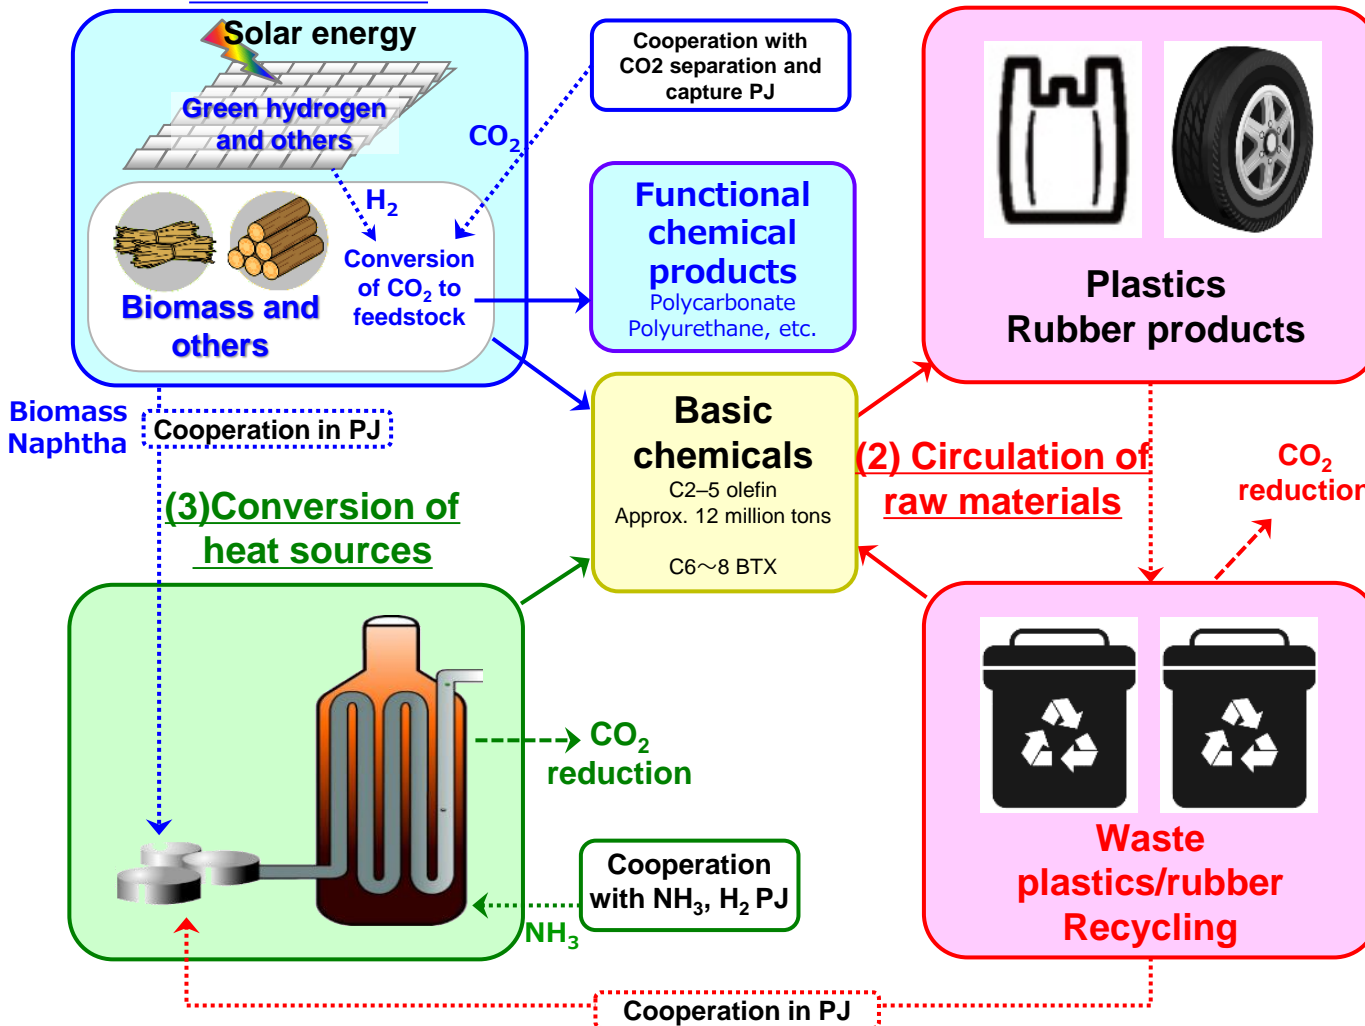 Solar energy
Green hydrogen
and others
H₂
CO₂
Cooperation with
CO2 separation and
capture PJ
Biomass and
others
Conversion
of CO₂ to
feedstock
Functional
chemical
products
Polycarbonate
Polyurethane, etc.
Plastics
Rubber products
Biomass
Naphtha
Cooperation in PJ
Basic
chemicals
C2–5 olefin
Approx. 12 million tons
C6～8 BTX
(2) Circulation of
raw materials
CO₂
reduction
(3)Conversion of
heat sources
CO₂
reduction
Cooperation
with NH₃, H₂ PJ
NH₃
Waste
plastics/rubber
Recycling
Cooperation in PJ